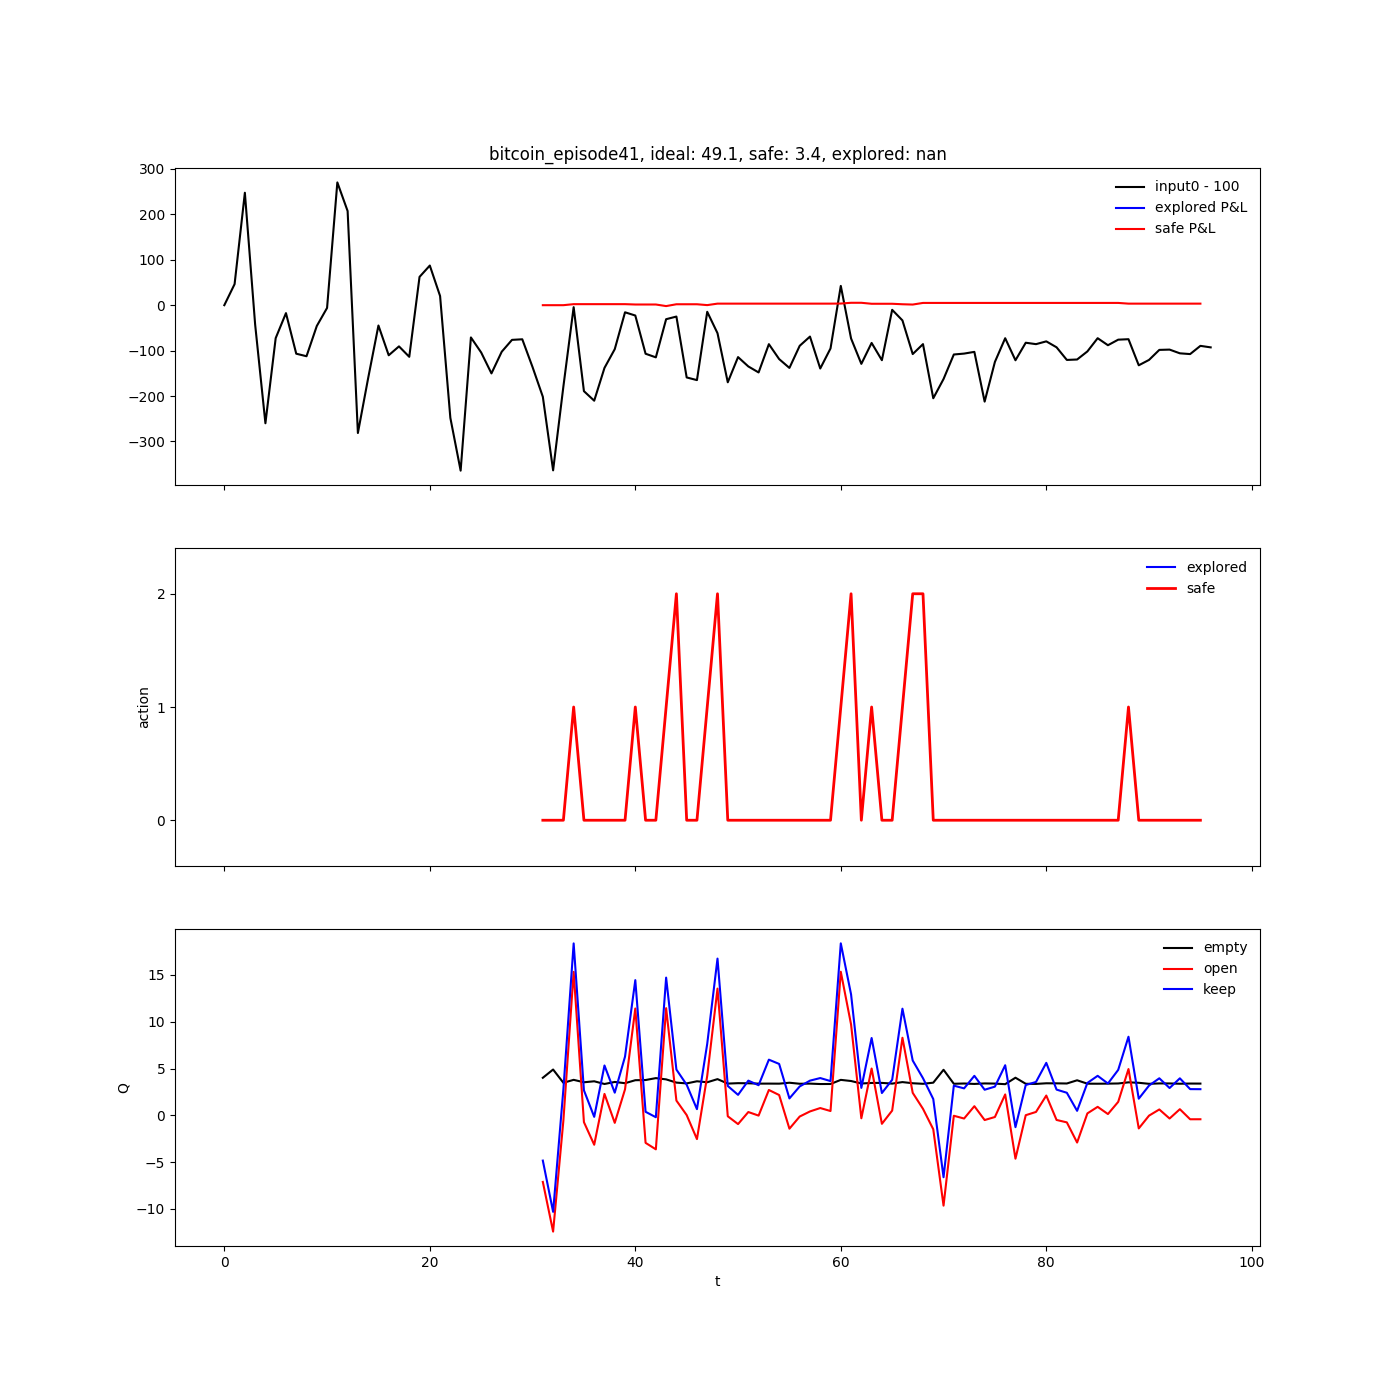 bitcoin_episode41, ideal: 49.1, safe: 3.4, explored: nan
300
200
100
0
−100
−200
−300
input0 - 100
explored P&L
safe P&L
2
1
0
action
explored
safe
15
10
5
0
−5
−10
Q
empty
open
keep
0 20 40 60 80 100
t